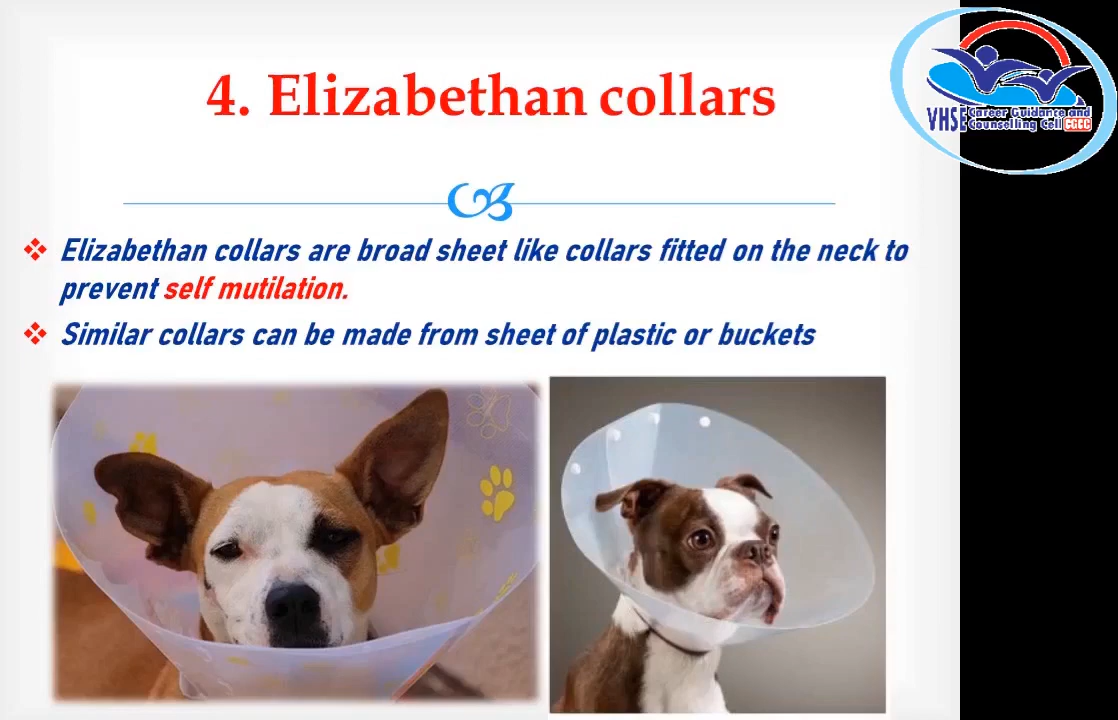 4. Elizabethan collars
VHSE Career Guidance and
Counselling Cell CGCC
Elizabethan collars are broad sheet like collars fitted on the neck to
prevent self mutilation.
Similar collars can be made from sheet of plastic or buckets